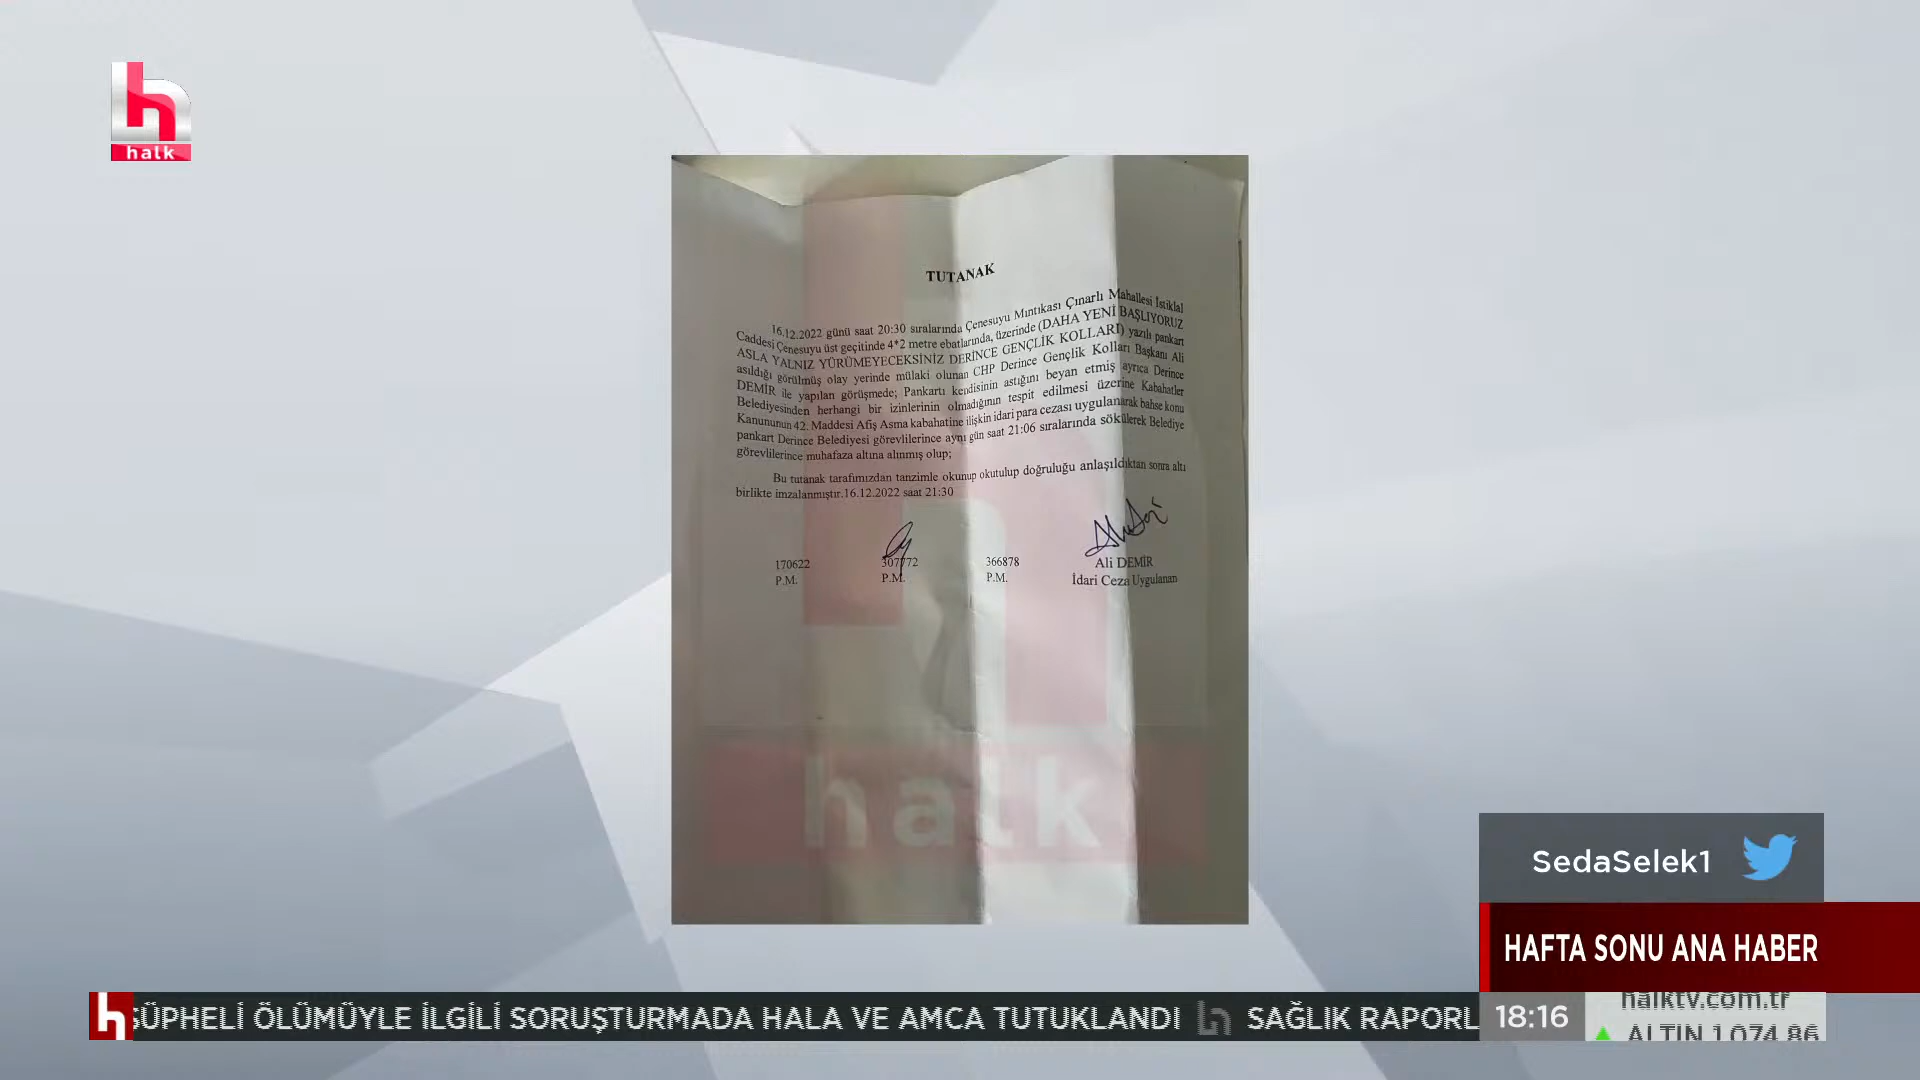 halk
TUTANAK
16.12.2022 günü saat 20:30 sıralarında Çenesuyu Mıntıkası Çınarlı Mahallesi İstiklal
Caddesi Çenesuyu üst geçitinde 4*2 metre ebatlarında, üzerinde (DAHA YENİ BAŞLIYORUZ
ASLA YALNIZ YÜRÜMEYECEKSİNİZ DERİNCE GENÇLİK KOLLARI) yazılı pankart
asıldığı görülmüş olay yerinde mülaki olunan CHP Derince Gençlik Kolları Başkanı Ali
DEMİR ile yapılan görüşmede; Pankartı kendisinin astığını beyan etmiş ayrıca Derince
Belediyesinden herhangi bir izinlerinin olmadığının tespit edilmesi üzerine Kabahatler
Kanununun 42. Maddesi Afiş Asma kabahatine ilişkin idari para cezası uygulanarak bahse konu
pankart Derince Belediyesi görevlilerince aynı gün saat 21:06 sıralarında sökülerek Belediye
görevlilerince muhafaza altına alınmış olup;
Bu tutanak tarafımızdan tanzimle okunup okutulup doğruluğu anlaşıldıktan sonra altı
birlikte imzalanmıştır.16.12.2022 saat 21:30
170622 307772 366878 Ali DEMİR
P.M. P.M. P.M. İdari Ceza Uygulanan
halk
SedaSelek1
HAFTA SONU ANA HABER
ŞÜPHELİ ÖLÜMÜYLE İLGİLİ SORUŞTURMADA HALA VE AMCA TUTUKLANDI SAĞLIK RAPORL
18:16
halktv.com.tr
ALTIN 1.074,86